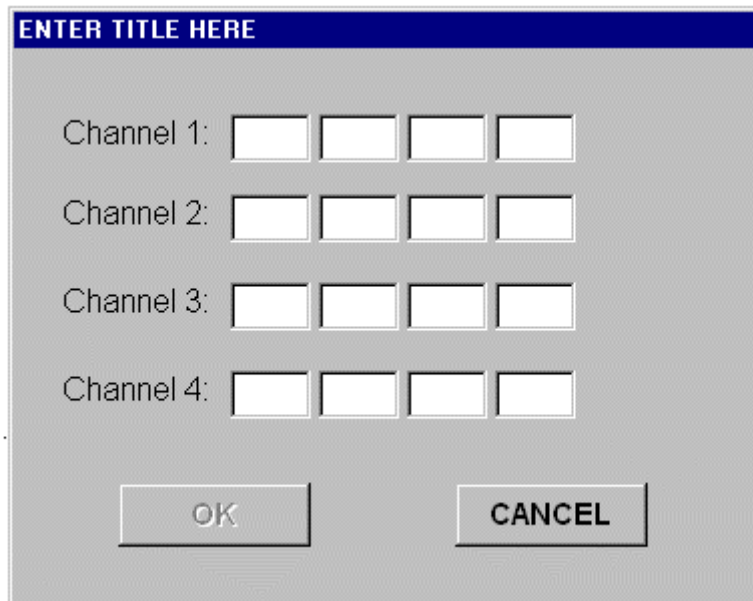 ENTER TITLE HERE
Channel 1:
Channel 2:
Channel 3:
Channel 4:
OK CANCEL